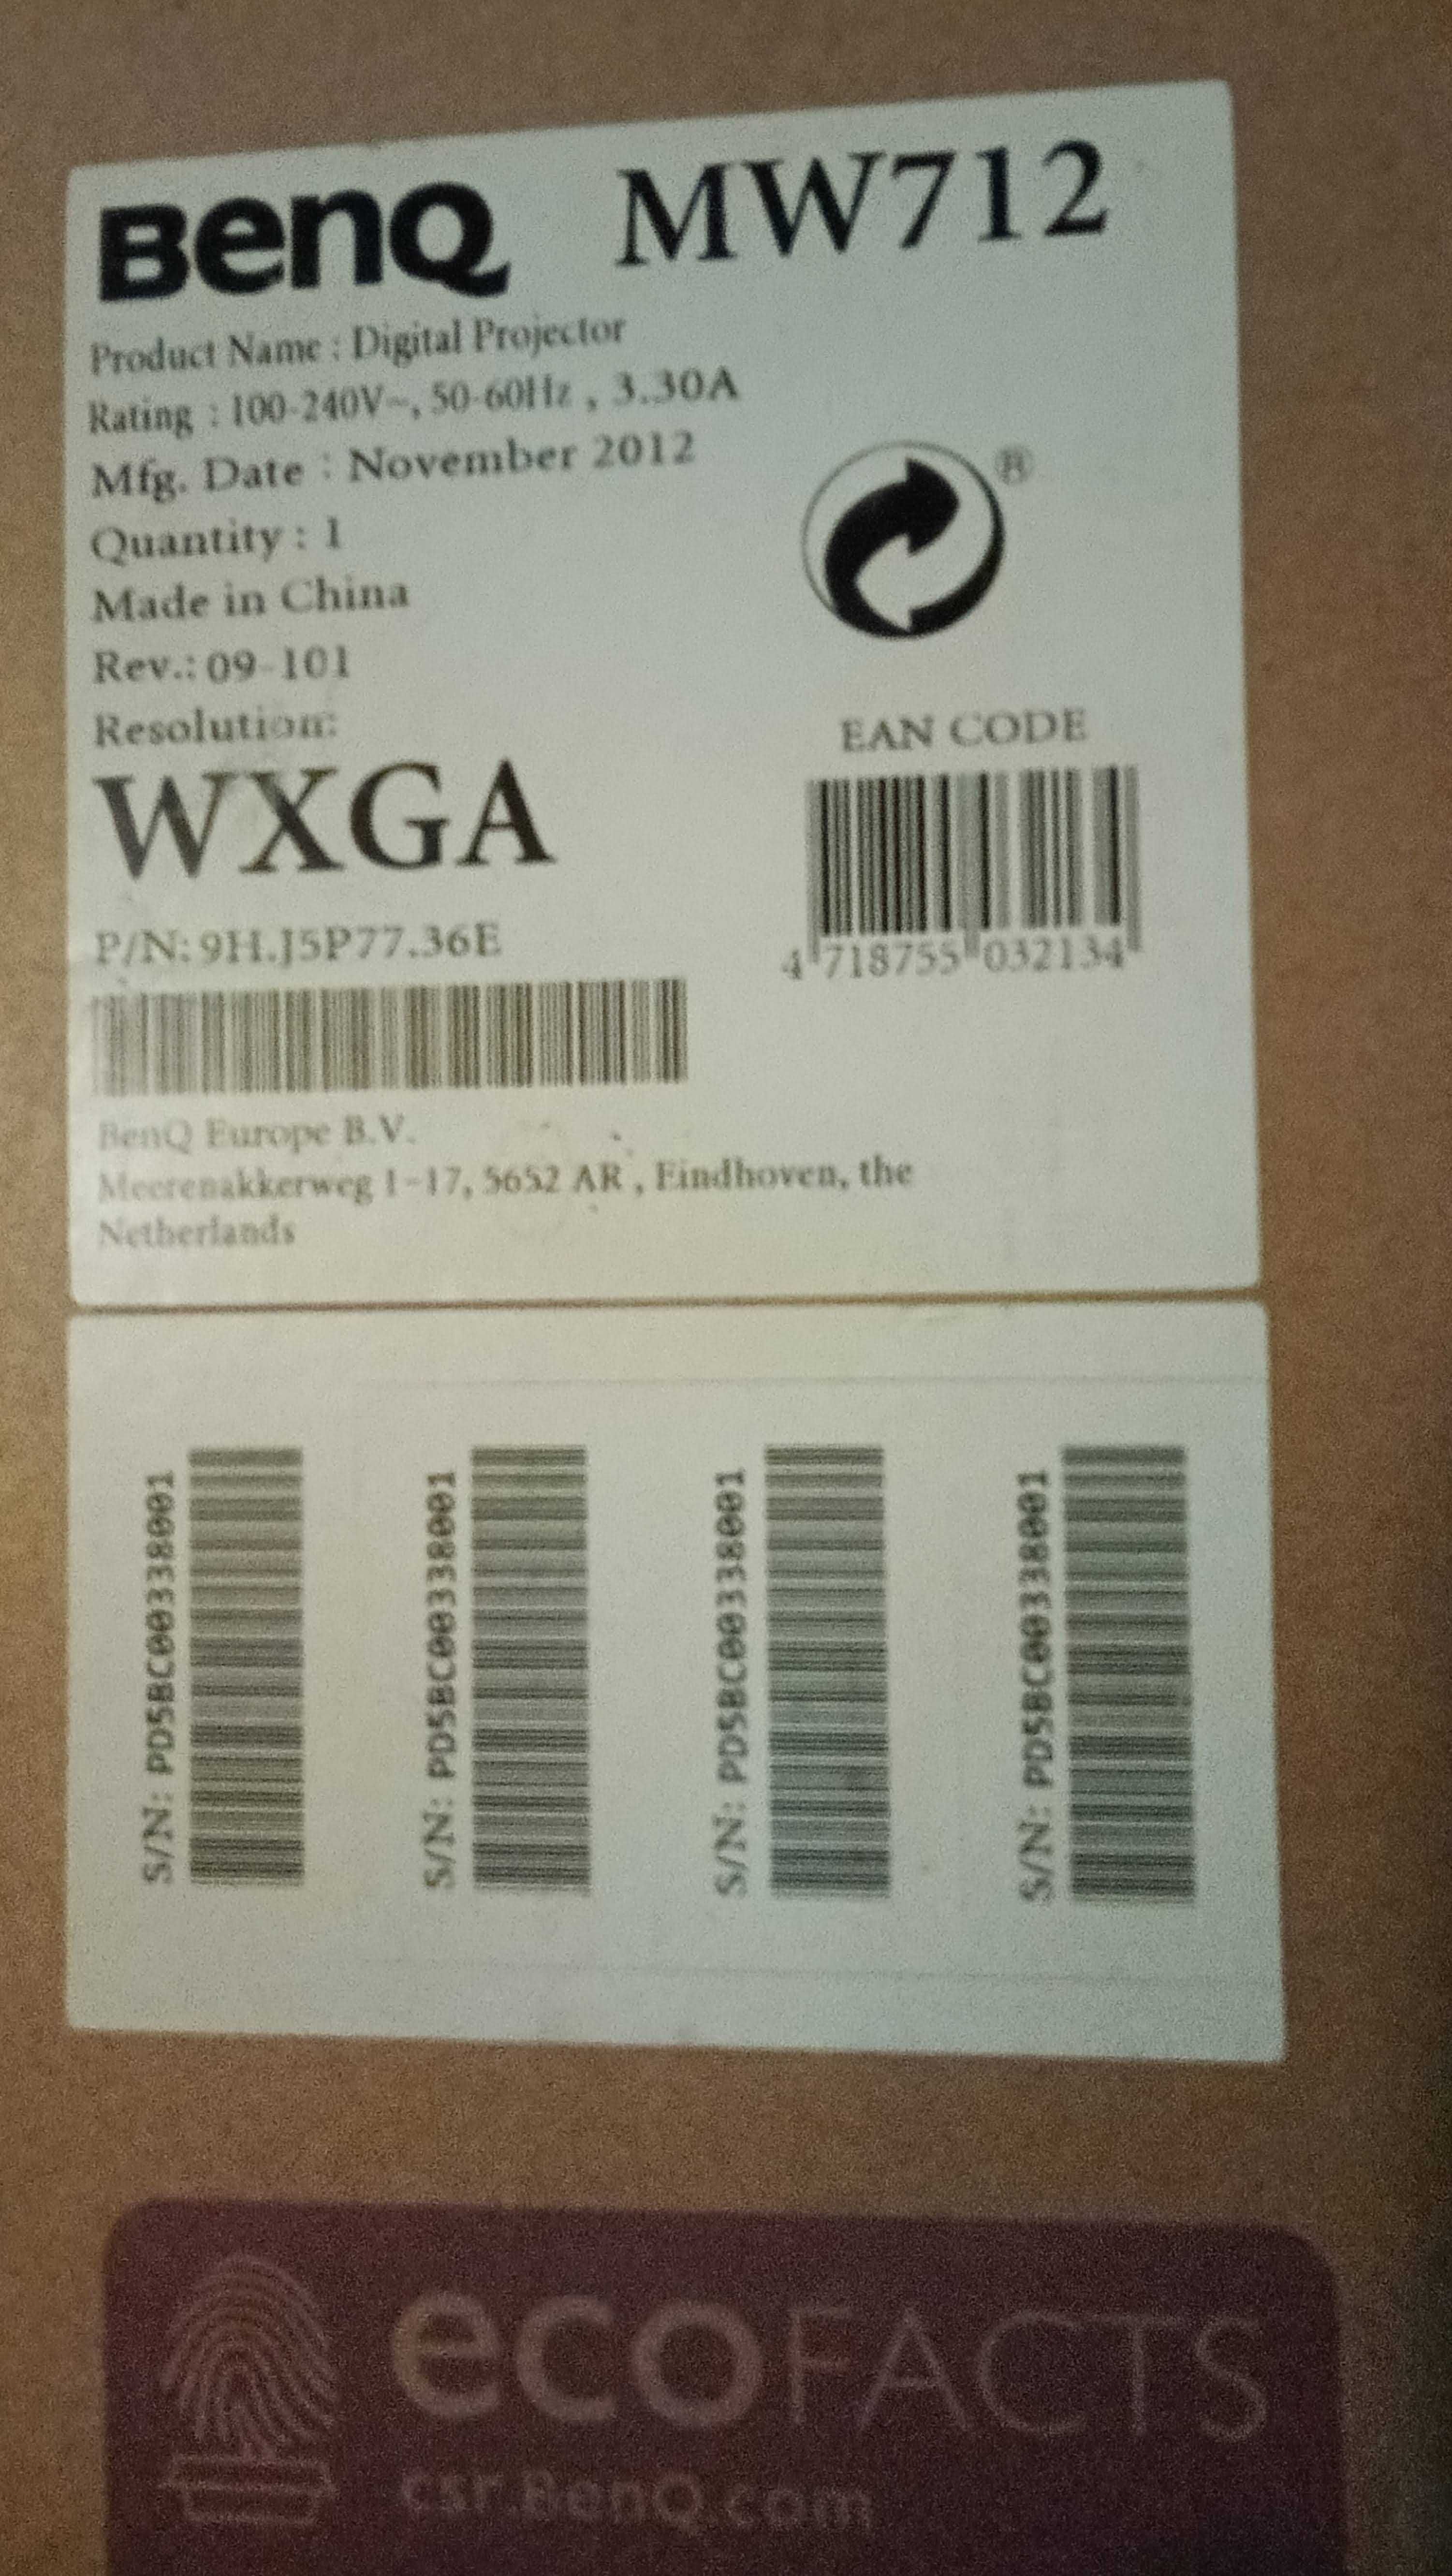 BenQ MW712
Product Name : Digital Projector
Rating : 100-240V~, 50-60Hz , 3.30A
Mfg. Date : November 2012
Quantity : 1
Made in China
Rev.: 09-101
Resolution:
WXGA
®
EAN CODE
4 718755 032134
P/N: 9H.J5P77.36E
BenQ Europe B.V.
Meerenakkerweg 1-17, 5652 AR , Eindhoven, the
Netherlands
S/N: PD5BC00338001
S/N: PD5BC00338001
S/N: PD5BC00338001
S/N: PD5BC00338001
ecoFACTS
csr.BenQ.com